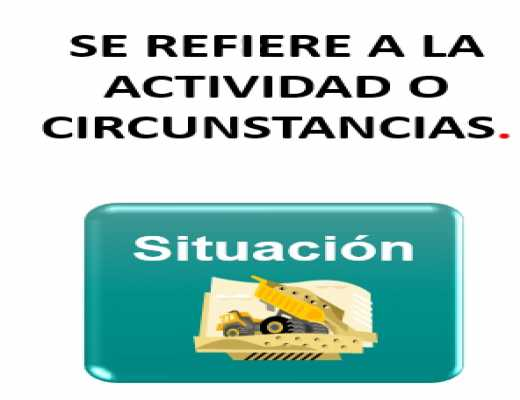 SE REFIERE A LA
ACTIVIDAD O
CIRCUNSTANCIAS.
Situación